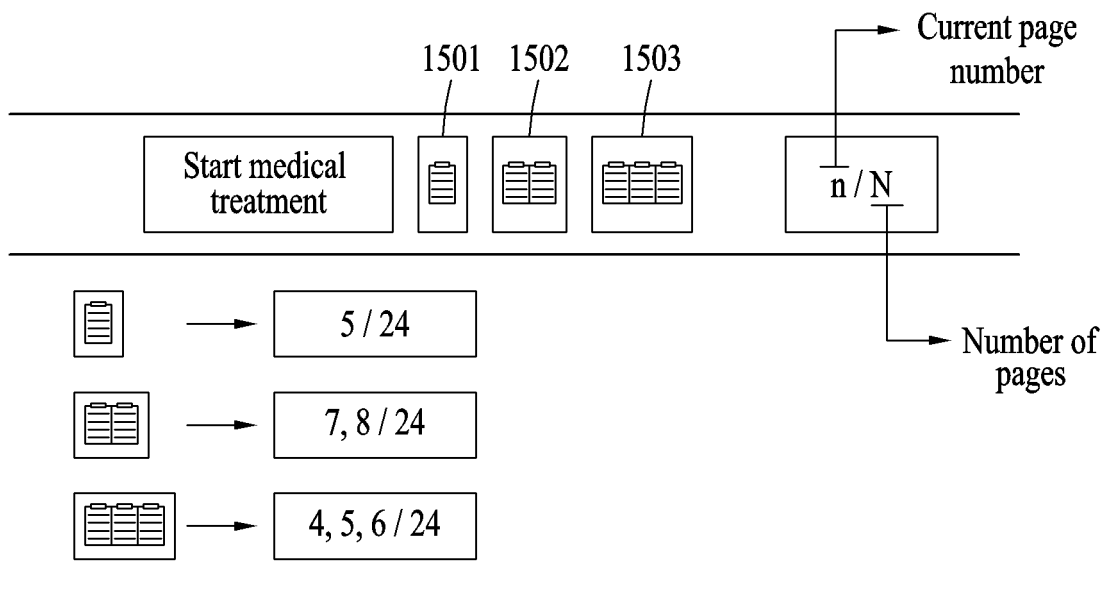 Current page
number
1501
1502
1503
Start medical
treatment
n / N
Number of
pages
5 / 24
7, 8 / 24
4, 5, 6 / 24